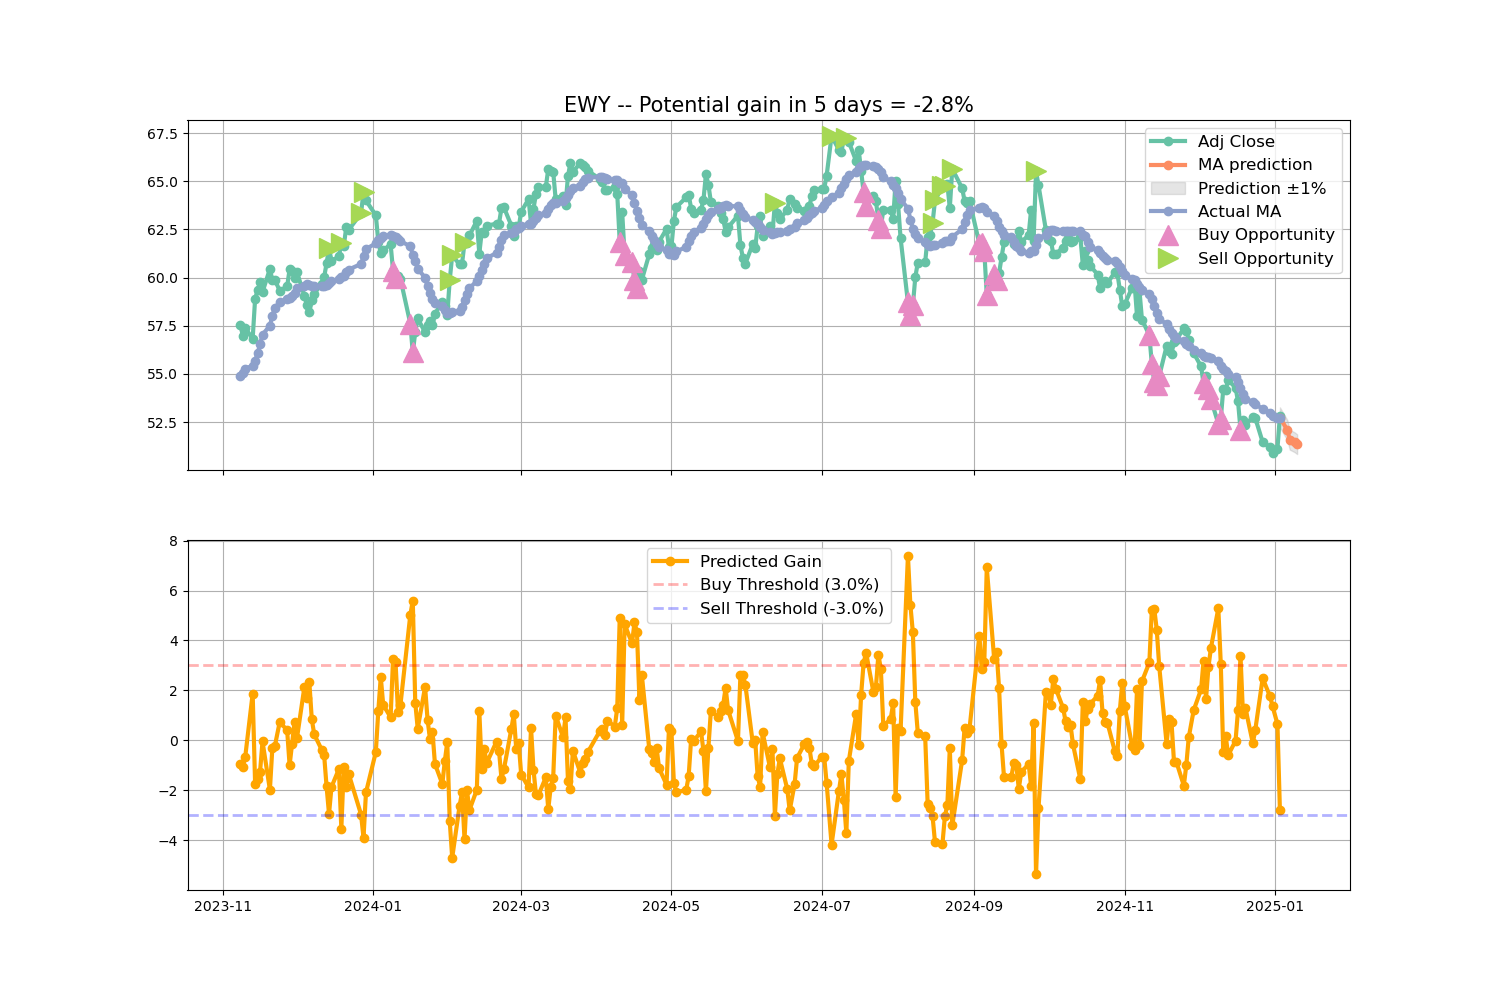 EWY -- Potential gain in 5 days = -2.8%
67.5
65.0
62.5
60.0
57.5
55.0
52.5
Adj Close
MA prediction
Prediction ±1%
Actual MA
Buy Opportunity
Sell Opportunity
8
6
4
2
0
−2
−4
Predicted Gain
Buy Threshold (3.0%)
Sell Threshold (-3.0%)
2023-11 2024-01 2024-03 2024-05 2024-07 2024-09 2024-11 2025-01